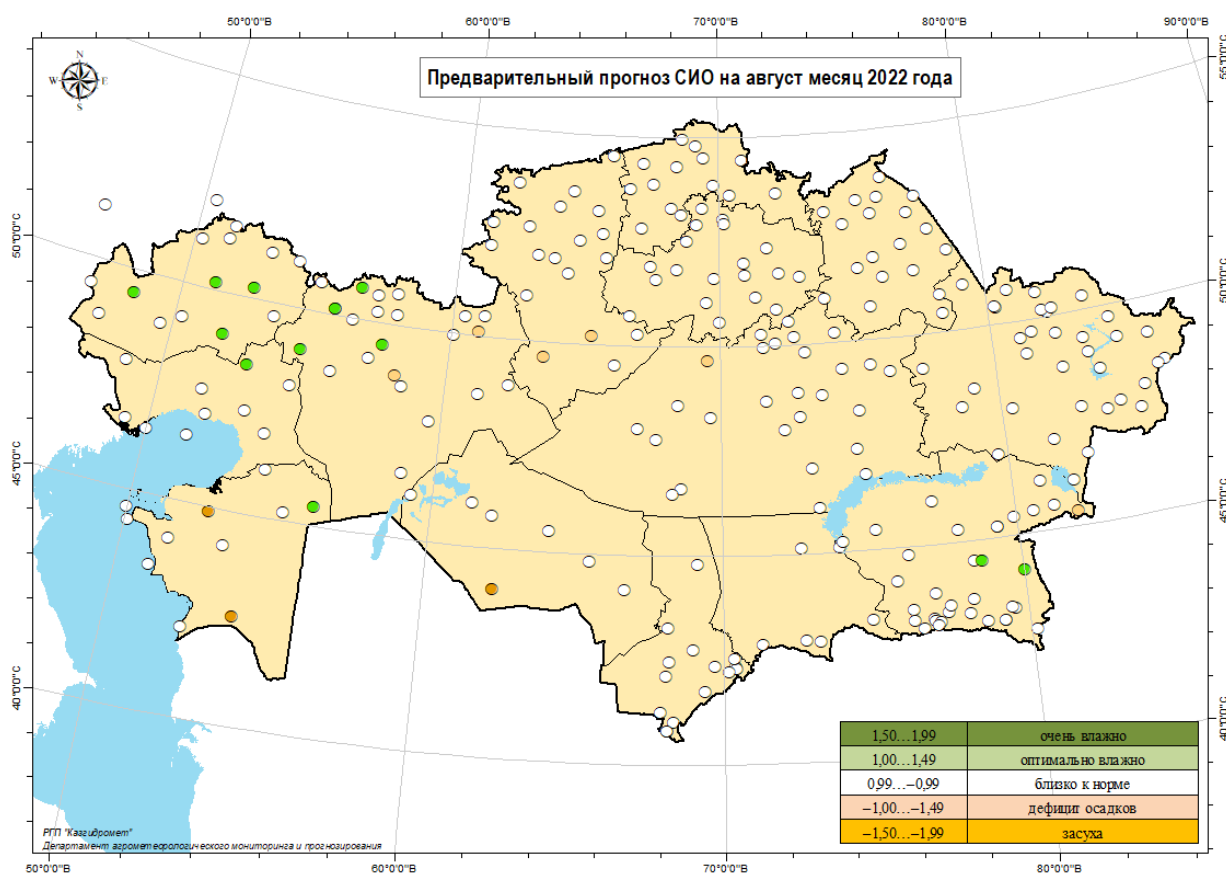 50°0'0"В 60°0'0"В 70°0'0"В 80°0'0"В 90°0'0"В
N
W E
S
Предварительный прогноз СИО на август месяц 2022 года
55°0'0"С
50°0'0"С
50°0'0"С
45°0'0"С
45°0'0"С
40°0'0"С
40°0'0"С
1,50…1,99 очень влажно
1,00…1,49 оптимально влажно
0,99…–0,99 близко к норме
–1,00…–1,49 дефицит осадков
–1,50…–1,99 засуха
РГП "Казгидромет"
Департамент агрометеорологического мониторинга и прогнозирования
50°0'0"В 60°0'0"В 70°0'0"В 80°0'0"В